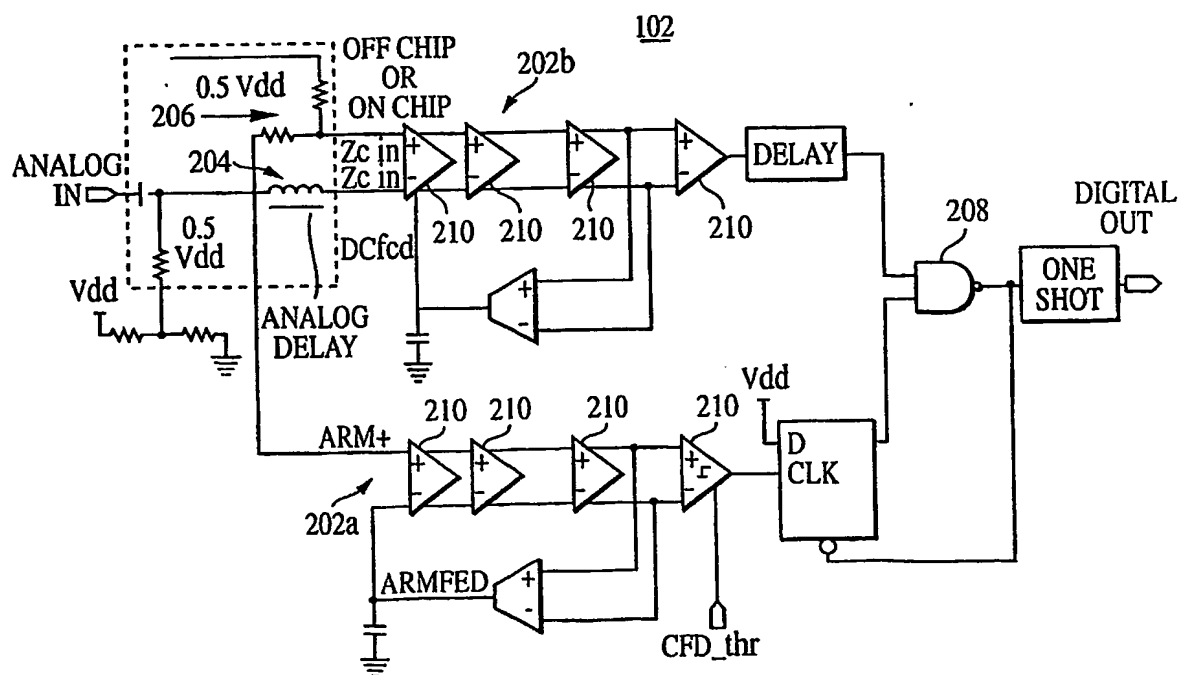 102
OFF CHIP
OR
ON CHIP
202b
0.5 Vdd
206
ANALOG
IN
204
Zc in
Zc in
+
-
+
-
+
-
+
-
210
210
210
210
DELAY
208
DIGITAL
OUT
ONE
SHOT
0.5
Vdd
DCfcd
Vdd
ANALOG
DELAY
+
-
Vdd
210
210
210
210
ARM+
+
-
+
-
+
-
+
-
D
CLK
202a
ARMFED
+
-
CFD_thr